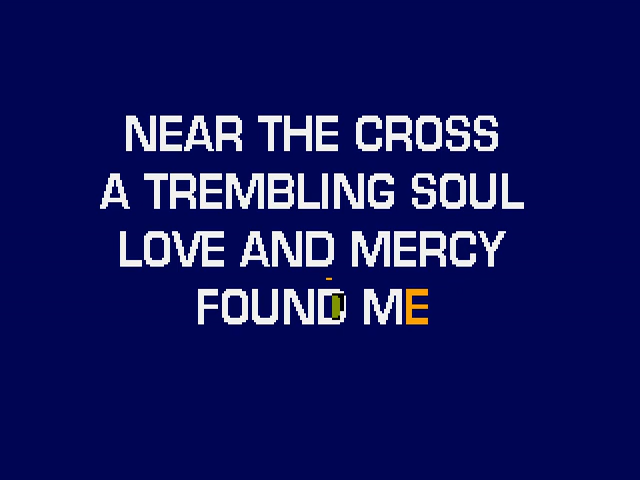 NEAR THE CROSS
A TREMBLING SOUL
LOVE AND MERCY
FOUND ME